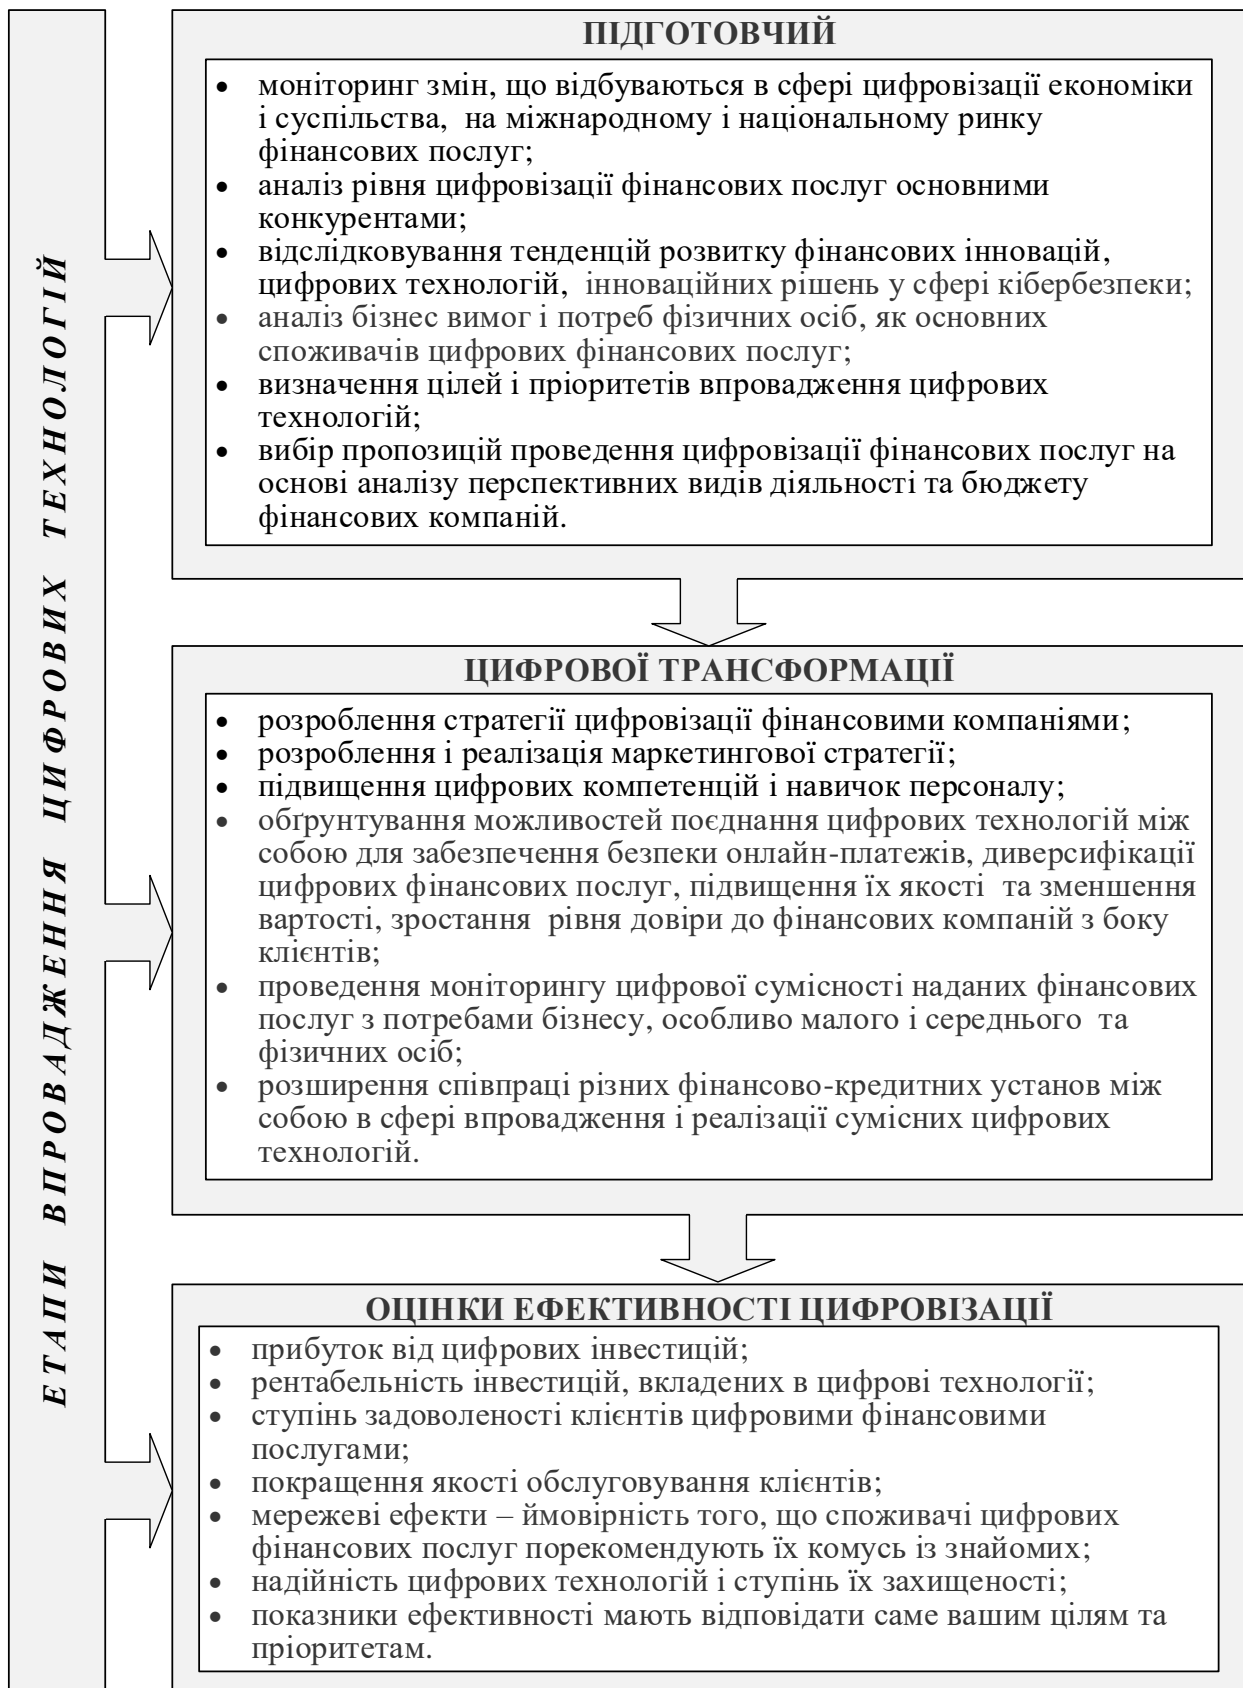 ЕТАПИ ВПРОВАДЖЕННЯ ЦИФРОВИХ ТЕХНОЛОГІЙ
ПІДГОТОВЧИЙ
• моніторинг змін, що відбуваються в сфері цифровізації економіки
і суспільства, на міжнародному і національному ринку
фінансових послуг;
• аналіз рівня цифровізації фінансових послуг основними
конкурентами;
• відслідковування тенденцій розвитку фінансових інновацій,
цифрових технологій, інноваційних рішень у сфері кібербезпеки;
• аналіз бізнес вимог і потреб фізичних осіб, як основних
споживачів цифрових фінансових послуг;
• визначення цілей і пріоритетів впровадження цифрових
технологій;
• вибір пропозицій проведення цифровізації фінансових послуг на
основі аналізу перспективних видів діяльності та бюджету
фінансових компаній.
ЦИФРОВОЇ ТРАНСФОРМАЦІЇ
• розроблення стратегії цифровізації фінансовими компаніями;
• розроблення і реалізація маркетингової стратегії;
• підвищення цифрових компетенцій і навичок персоналу;
• обґрунтування можливостей поєднання цифрових технологій між
собою для забезпечення безпеки онлайн-платежів, диверсифікації
цифрових фінансових послуг, підвищення їх якості та зменшення
вартості, зростання рівня довіри до фінансових компаній з боку
клієнтів;
• проведення моніторингу цифрової сумісності наданих фінансових
послуг з потребами бізнесу, особливо малого і середнього та
фізичних осіб;
• розширення співпраці різних фінансово-кредитних установ між
собою в сфері впровадження і реалізації сумісних цифрових
технологій.
ОЦІНКИ ЕФЕКТИВНОСТІ ЦИФРОВІЗАЦІЇ
• прибуток від цифрових інвестицій;
• рентабельність інвестицій, вкладених в цифрові технології;
• ступінь задоволеності клієнтів цифровими фінансовими
послугами;
• покращення якості обслуговування клієнтів;
• мережеві ефекти – ймовірність того, що споживачі цифрових
фінансових послуг порекомендують їх комусь із знайомих;
• надійність цифрових технологій і ступінь їх захищеності;
• показники ефективності мають відповідати саме вашим цілям та
пріоритетам.